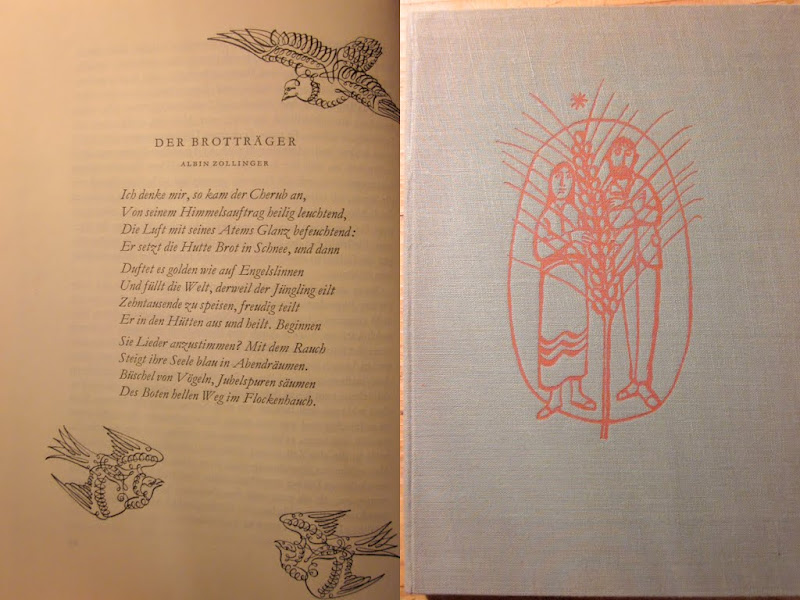 DER BROTTRÄGER
ALBIN ZOLLINGER
Ich denke mir, so kam der Cherub an,
Von seinem Himmelsauftrag heilig leuchtend,
Die Luft mit seines Atems Glanz befeuchtend:
Er setzt die Hutte Brot in Schnee, und dann
Duftet es golden wie auf Engelslinnen
Und füllt die Welt, derweil der Jüngling eilt
Zehntausende zu speisen, freudig teilt
Er in den Hütten aus und heilt. Beginnen
Sie Lieder anzustimmen? Mit dem Rauch
Steigt ihre Seele blau in Abendräumen.
Büschel von Vögeln, Jubelspuren säumen
Des Boten hellen Weg im Flockenhauch.